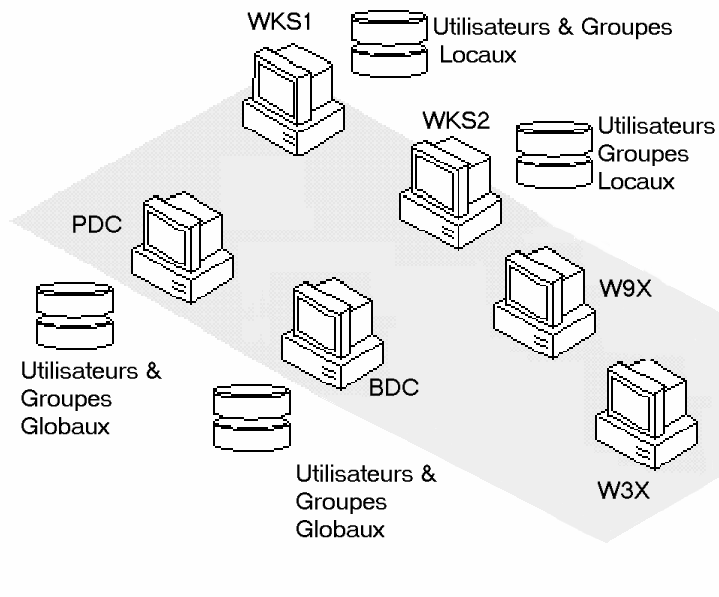 WKS1
Utilisateurs & Groupes
Locaux
WKS2
Utilisateurs
Groupes
Locaux
PDC
W9X
Utilisateurs &
Groupes
Globaux
BDC
Utilisateurs &
Groupes
Globaux
W3X